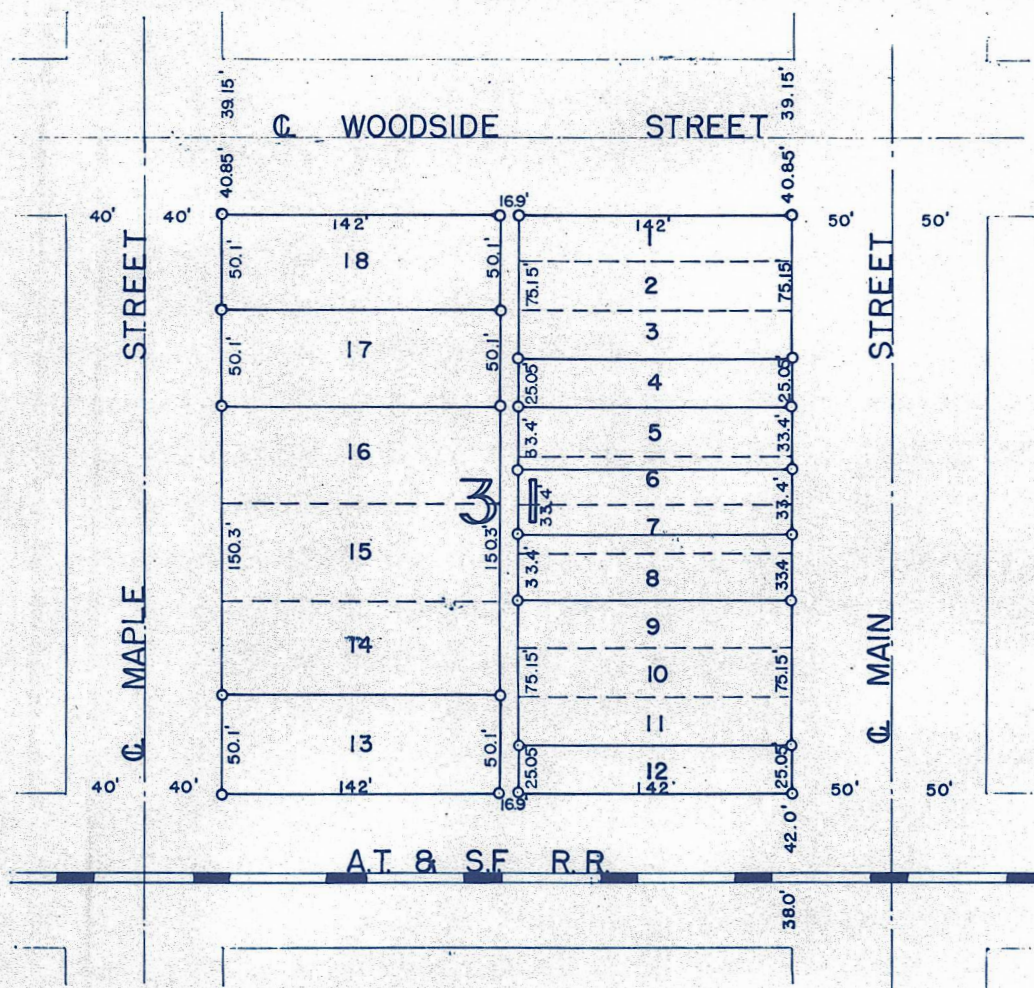 39.15' 39.15'
℄ WOODSIDE STREET
40.85' 40.85'
16.9'
40' 40' 142' 142' 50' 50'
STREET STREET
50.1' 18 50.1' 1
75.15' 2 75.15'
50.1' 17 50.1' 3
25.05' 4 25.05'
16 33.4' 5 33.4'
31
33.4 6 33.4'
7
150.3' 15 150.3' 33.4' 8 33.4
℄ MAPLE ℄ MAIN
14 9
75.15' 10 75.15'
50.1' 13 50.1' 11
25.05 12 25.05'
40' 40' 142' 142' 50' 50'
16.9'
42.0'
A.T. & S.F. R.R.
38.0'